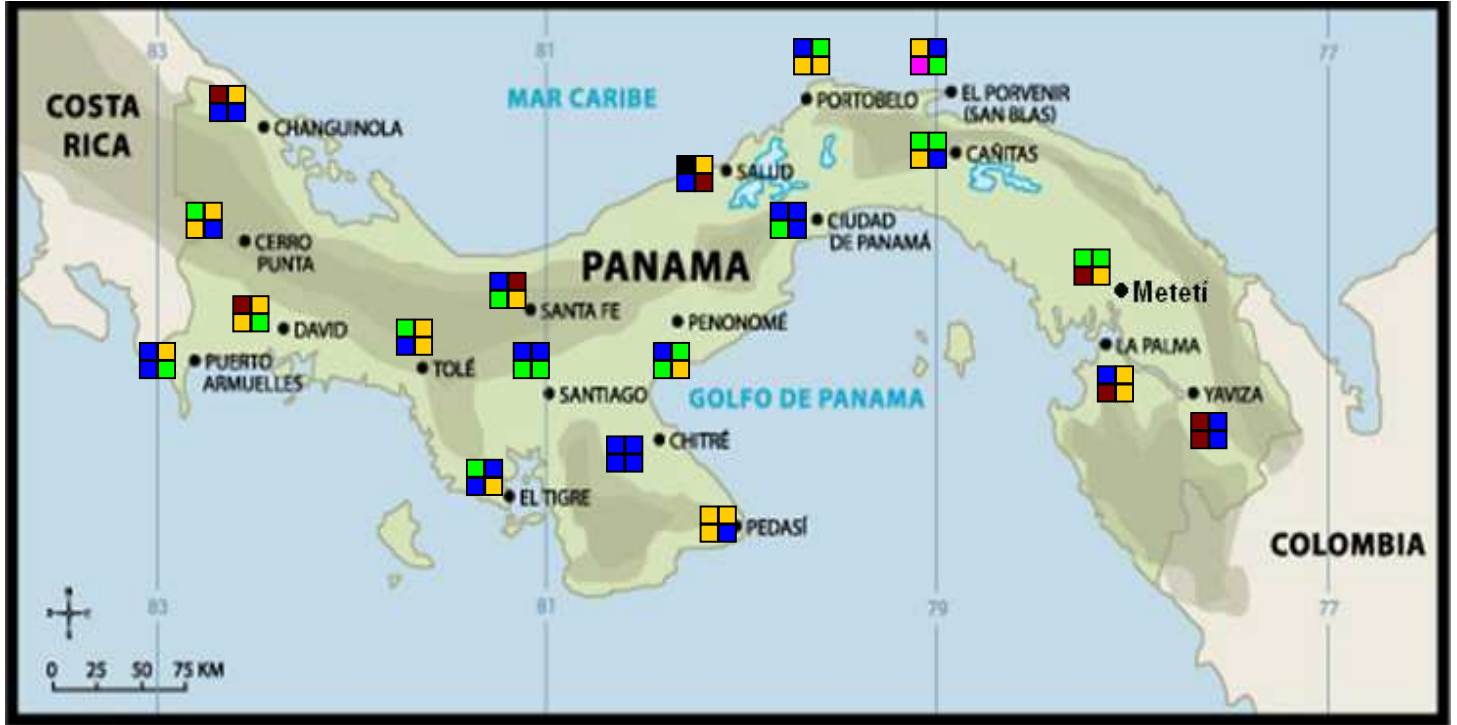 83
81
77
COSTA
RICA
MAR CARIBE
PORTOBELO
EL PORVENIR
(SAN BLAS)
CHANGUINOLA
CAÑITAS
SALUD
CIUDAD
DE PANAMÁ
CERRO
PUNTA
PANAMA
Metetí
SANTA FE
PENONOMÉ
DAVID
LA PALMA
PUERTO
ARMUELLES
TOLÉ
SANTIAGO
GOLFO DE PANAMA
YAVIZA
CHITRÉ
EL TIGRE
PEDASÍ
COLOMBIA
83
81
79
77
0 25 50 75 KM